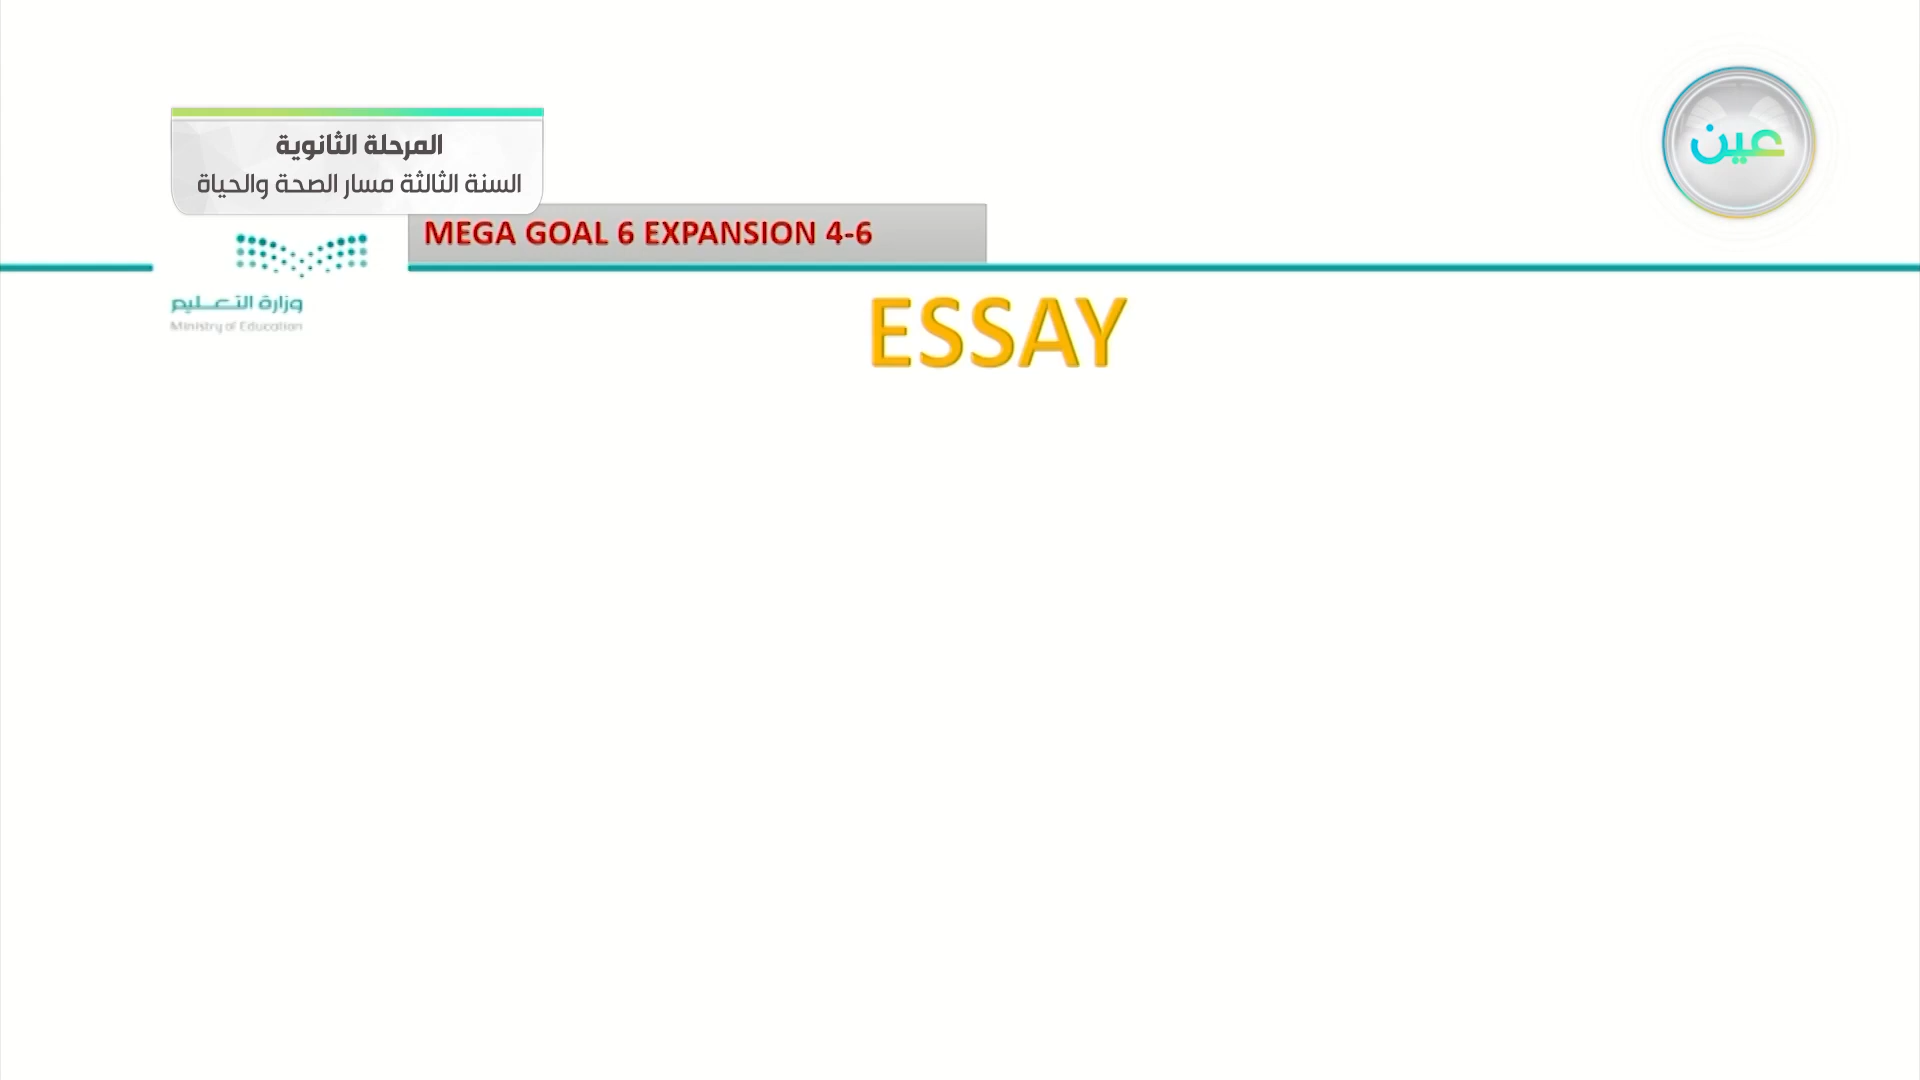 المرحلة الثانوية
السنة الثالثة مسار الصحة والحياة
عين
MEGA GOAL 6 EXPANSION 4-6
وزارة التعليم
Ministry of Education
ESSAY